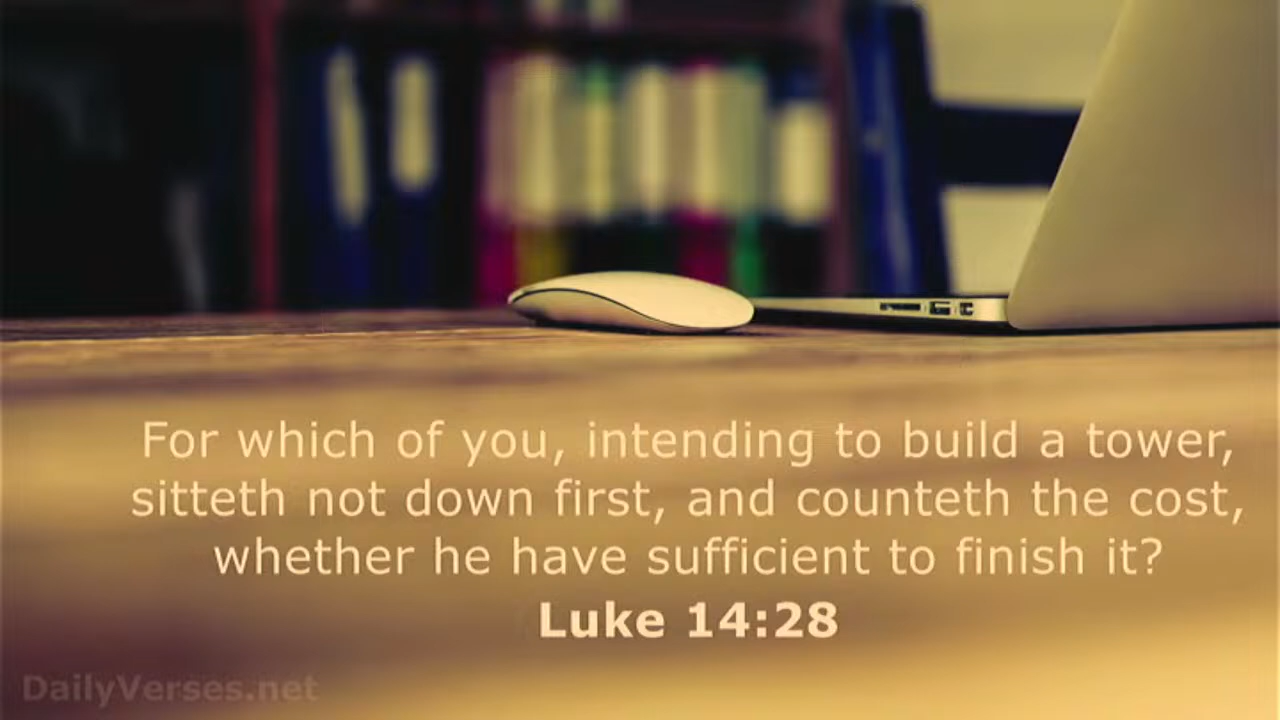 For which of you, intending to build a tower,
sitteth not down first, and counteth the cost,
whether he have sufficient to finish it?
Luke 14:28
DailyVerses.net